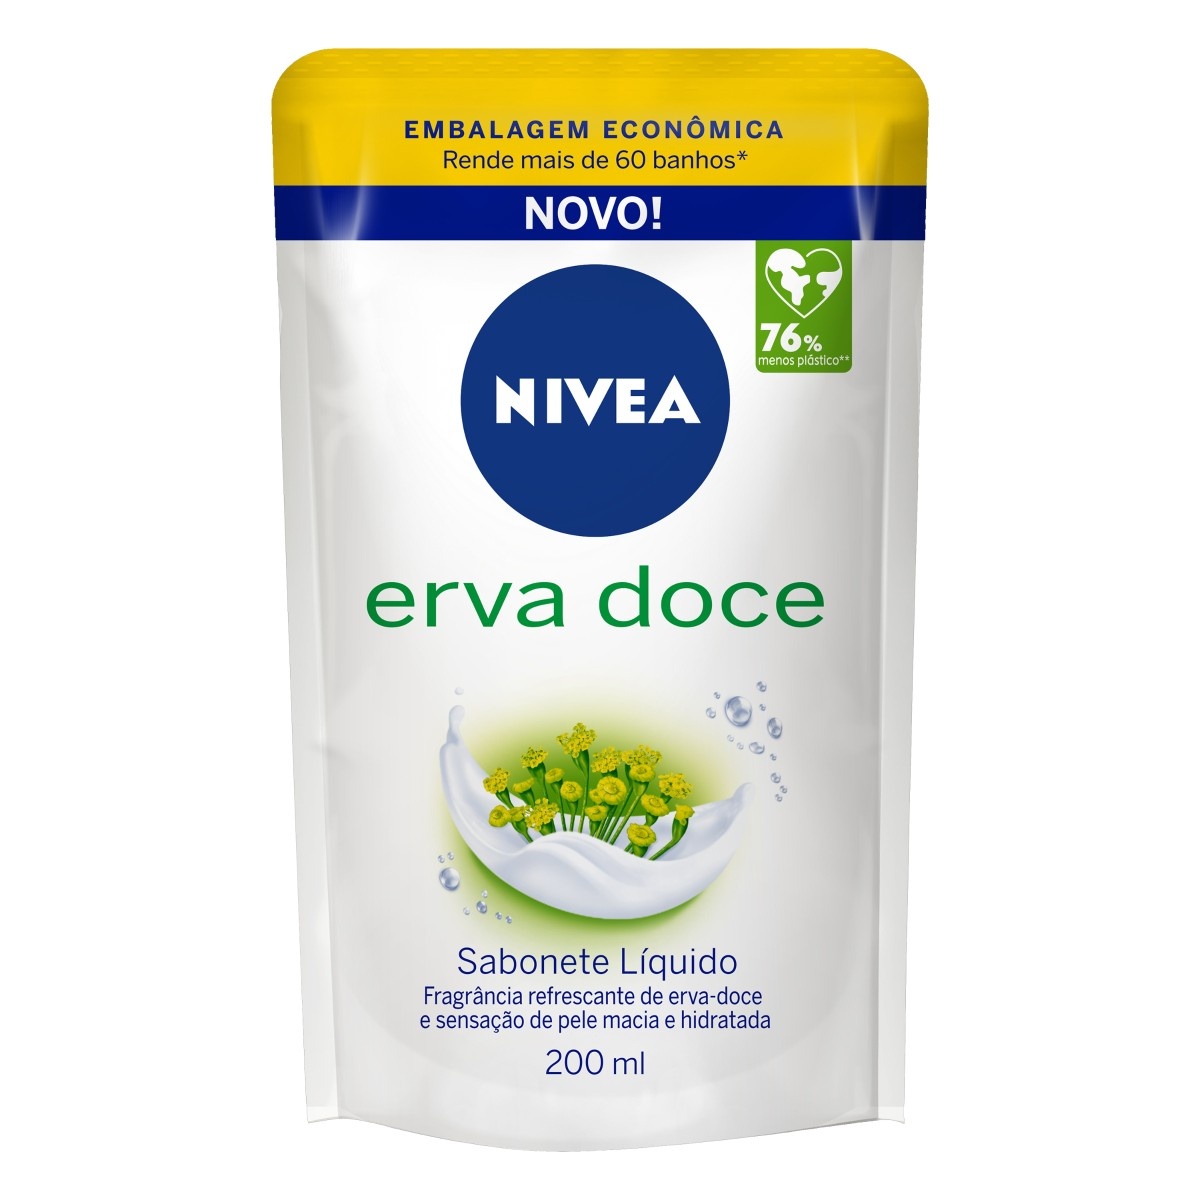 EMBALAGEM ECONÔMICA
Rende mais de 60 banhos*
NOVO!
76%
menos plástico**
NIVEA
erva doce
Sabonete Líquido
Fragrância refrescante de erva-doce
e sensação de pele macia e hidratada
200 ml